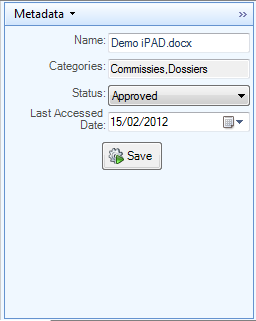 Metadata
Name: Demo iPAD.docx
Categories: Commissies,Dossiers
Status: Approved
Last Accessed
Date: 15/02/2012
Save